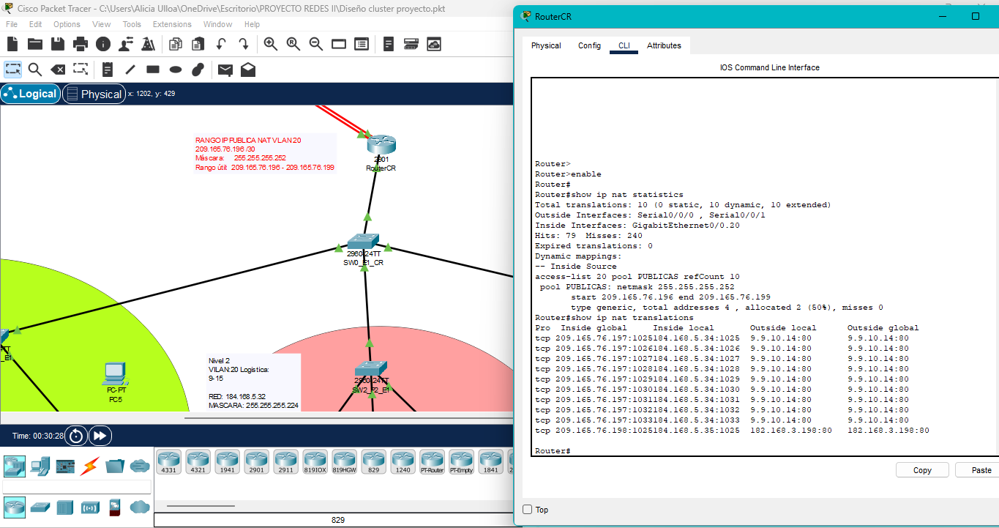 Cisco Packet Tracer - C:\Users\Alicia Ulloa\OneDrive\Escritorio\PROYECTO REDES II\Diseño cluster proyecto.pkt
File Edit Options View Tools Extensions Window Help
Logical
Physical
x: 1202, y: 429
RANGO IP PUBLICA NAT VLAN 20
209.165.76.196 /30
Máscara: 255.255.255.252
Rango útil: 209.165.76.196 - 209.165.76.199
2901
RouterCR
2960-24TT
SW0_E1_CR
PC-PT
PC5
Nivel 2
VILAN:20 Logistica:
9-15
RED: 184.168.5.32
MASCARA: 255.255.255.224
2960-24TT
SW2_P2_E1
Time: 00:30:28
4331 4321 1941 2901 2911 819IOX 819HGW 829 1240 PT-Router PT-Empty 1841
829
RouterCR
Physical Config CLI Attributes
IOS Command Line Interface
Router>
Router>enable
Router#
Router#show ip nat statistics
Total translations: 10 (0 static, 10 dynamic, 10 extended)
Outside Interfaces: Serial0/0/0 , Serial0/0/1
Inside Interfaces: GigabitEthernet0/0.20
Hits: 79 Misses: 240
Expired translations: 0
Dynamic mappings:
-- Inside Source
access-list 20 pool PUBLICAS refCount 10
pool PUBLICAS: netmask 255.255.255.252
start 209.165.76.196 end 209.165.76.199
type generic, total addresses 4 , allocated 2 (50%), misses 0
Router#show ip nat translations
Pro Inside global Inside local Outside local Outside global
tcp 209.165.76.197:1025184.168.5.34:1025 9.9.10.14:80 9.9.10.14:80
tcp 209.165.76.197:1026184.168.5.34:1026 9.9.10.14:80 9.9.10.14:80
tcp 209.165.76.197:1027184.168.5.34:1027 9.9.10.14:80 9.9.10.14:80
tcp 209.165.76.197:1028184.168.5.34:1028 9.9.10.14:80 9.9.10.14:80
tcp 209.165.76.197:1029184.168.5.34:1029 9.9.10.14:80 9.9.10.14:80
tcp 209.165.76.197:1030184.168.5.34:1030 9.9.10.14:80 9.9.10.14:80
tcp 209.165.76.197:1031184.168.5.34:1031 9.9.10.14:80 9.9.10.14:80
tcp 209.165.76.197:1032184.168.5.34:1032 9.9.10.14:80 9.9.10.14:80
tcp 209.165.76.197:1033184.168.5.34:1033 9.9.10.14:80 9.9.10.14:80
tcp 209.165.76.198:1025184.168.5.35:1025 182.168.3.198:80 182.168.3.198:80
Router#
Copy
Paste
Top